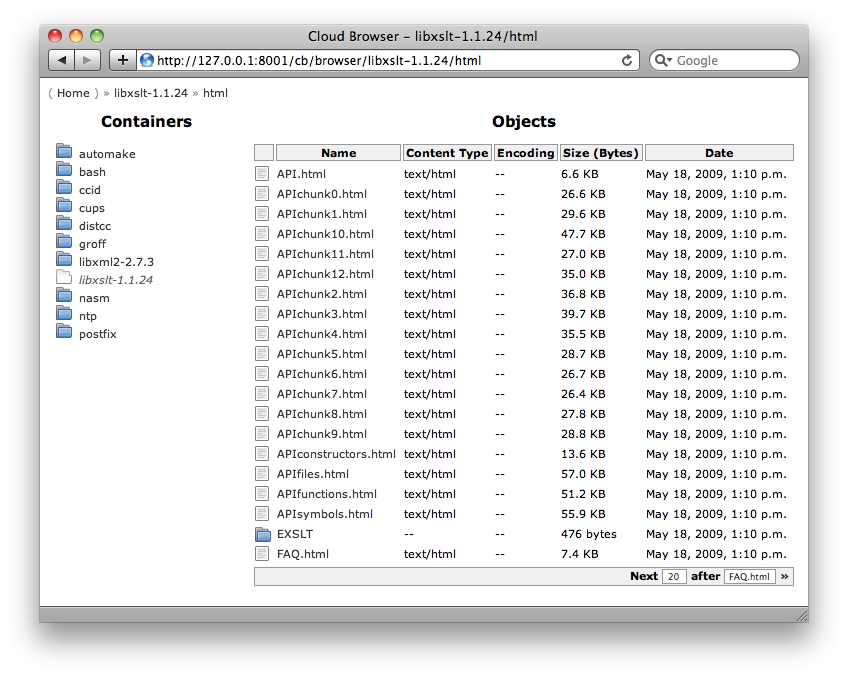 Cloud Browser – libxslt-1.1.24/html
http://127.0.0.1:8001/cb/browser/libxslt-1.1.24/html
Google
( Home ) » libxslt-1.1.24 » html
Containers
automake
bash
ccid
cups
distcc
groff
libxml2-2.7.3
libxslt-1.1.24
nasm
ntp
postfix
Objects
Name Content Type Encoding Size (Bytes) Date
API.html text/html -- 6.6 KB May 18, 2009, 1:10 p.m.
APIchunk0.html text/html -- 26.6 KB May 18, 2009, 1:10 p.m.
APIchunk1.html text/html -- 29.6 KB May 18, 2009, 1:10 p.m.
APIchunk10.html text/html -- 47.7 KB May 18, 2009, 1:10 p.m.
APIchunk11.html text/html -- 27.0 KB May 18, 2009, 1:10 p.m.
APIchunk12.html text/html -- 35.0 KB May 18, 2009, 1:10 p.m.
APIchunk2.html text/html -- 36.8 KB May 18, 2009, 1:10 p.m.
APIchunk3.html text/html -- 39.7 KB May 18, 2009, 1:10 p.m.
APIchunk4.html text/html -- 35.5 KB May 18, 2009, 1:10 p.m.
APIchunk5.html text/html -- 28.7 KB May 18, 2009, 1:10 p.m.
APIchunk6.html text/html -- 26.7 KB May 18, 2009, 1:10 p.m.
APIchunk7.html text/html -- 26.4 KB May 18, 2009, 1:10 p.m.
APIchunk8.html text/html -- 27.8 KB May 18, 2009, 1:10 p.m.
APIchunk9.html text/html -- 28.8 KB May 18, 2009, 1:10 p.m.
APIconstructors.html text/html -- 13.6 KB May 18, 2009, 1:10 p.m.
APIfiles.html text/html -- 57.0 KB May 18, 2009, 1:10 p.m.
APIfunctions.html text/html -- 51.2 KB May 18, 2009, 1:10 p.m.
APIsymbols.html text/html -- 55.9 KB May 18, 2009, 1:10 p.m.
EXSLT -- -- 476 bytes May 18, 2009, 1:10 p.m.
FAQ.html text/html -- 7.4 KB May 18, 2009, 1:10 p.m.
Next 20 after FAQ.html »